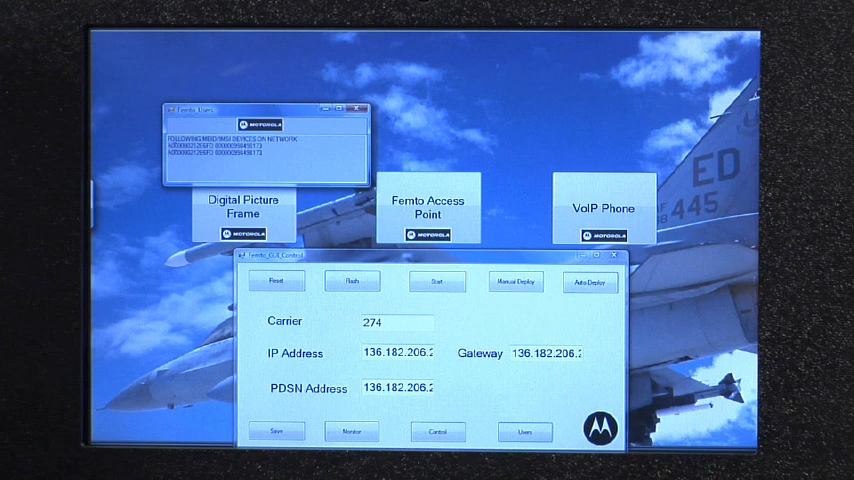 Femto_Users
MOTOROLA
FOLLOWING MEID/IMSI DEVICES ON NETWORK
Digital Picture
Frame
MOTOROLA
Femto Access
Point
MOTOROLA
VoIP Phone
MOTOROLA
ED
AF
88
445
Femto_GUI_Control
Reset
Flash
Start
Manual Deploy
Auto Deploy
Carrier
274
IP Address
136.182.206.2
Gateway
136.182.206.2
PDSN Address
136.182.206.2
Save
Monitor
Control
Users